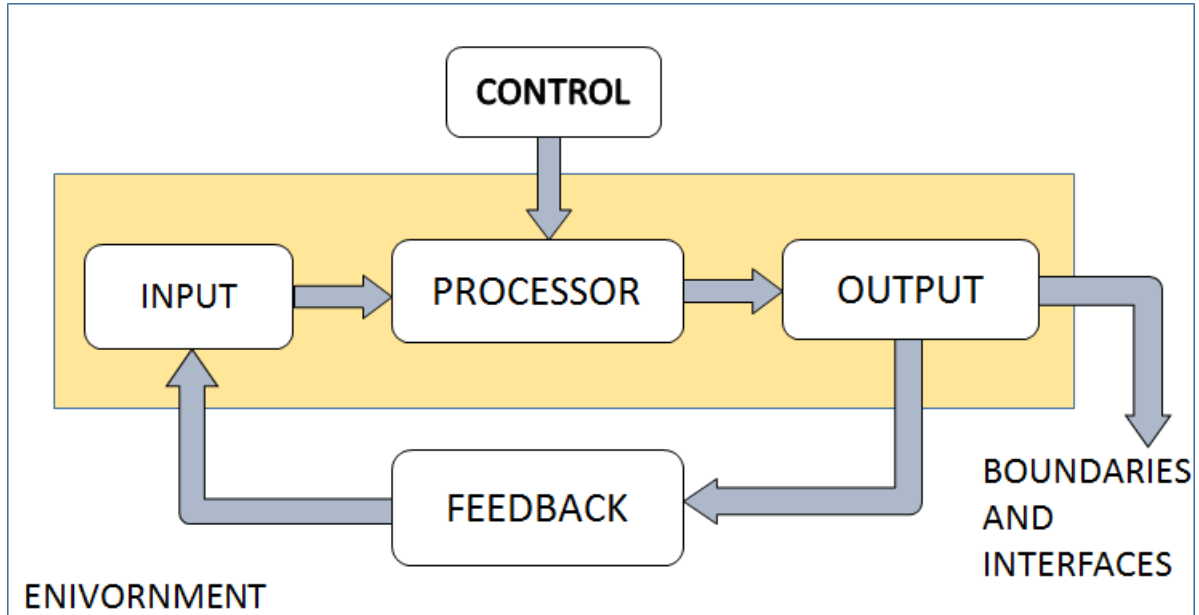 CONTROL
INPUT
PROCESSOR
OUTPUT
FEEDBACK
BOUNDARIES
AND
INTERFACES
ENIVORNMENT